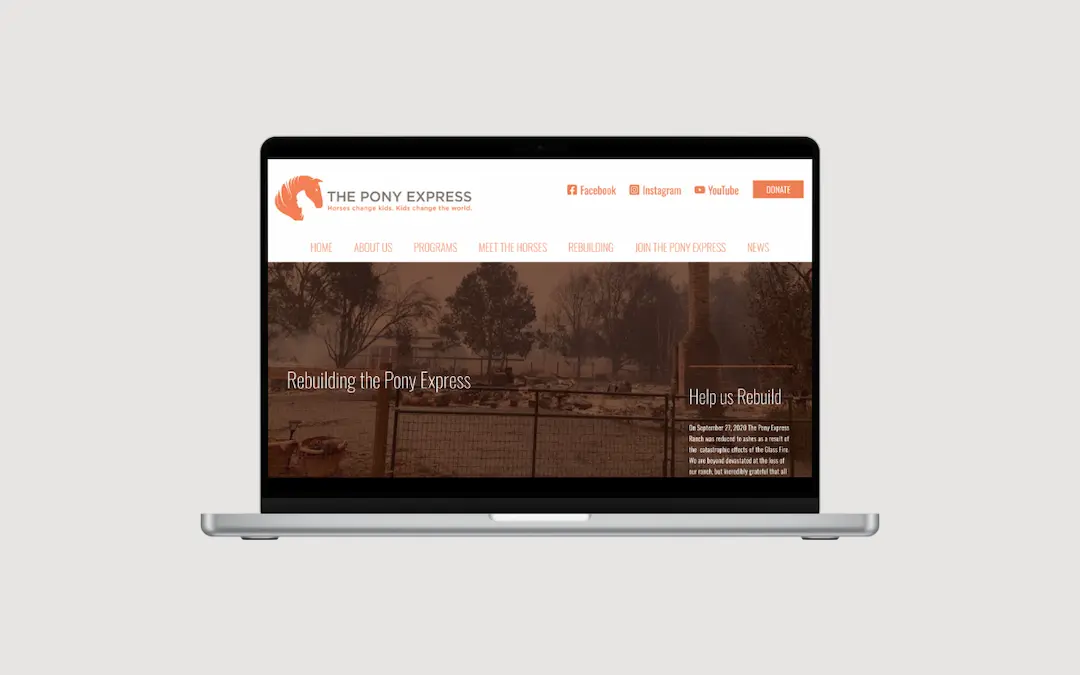 THE PONY EXPRESS
Horses change kids. Kids change the world.
Facebook
Instagram
YouTube
DONATE
HOME
ABOUT US
PROGRAMS
MEET THE HORSES
REBUILDING
JOIN THE PONY EXPRESS
NEWS
Rebuilding the Pony Express
Help us Rebuild
On September 27, 2020 The Pony Express
Ranch was reduced to ashes as a result of
the catastrophic effects of the Glass Fire.
We are beyond devastated at the loss of
our ranch, but incredibly grateful that all